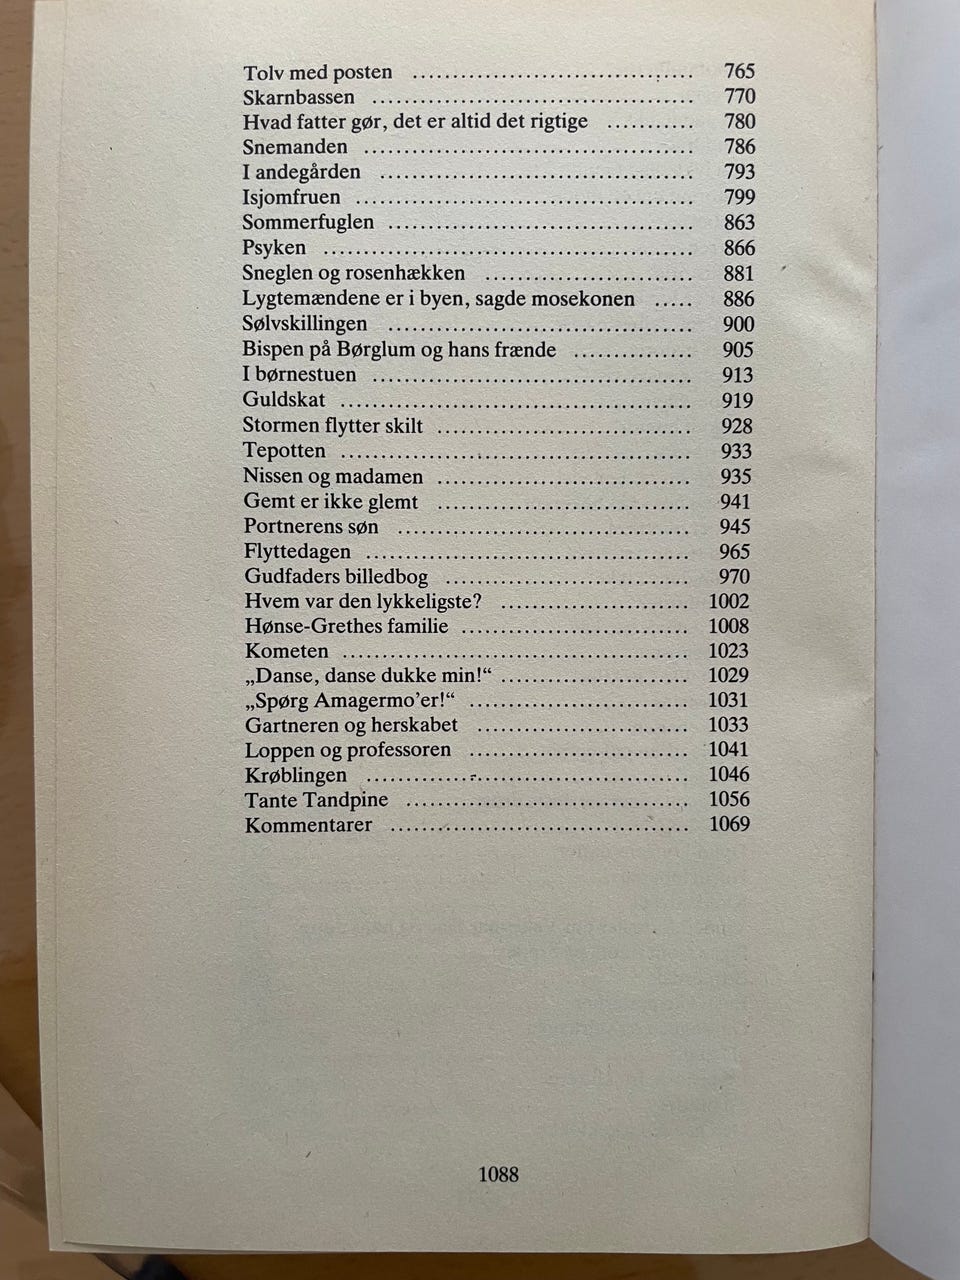 Tolv med posten ................................... 765
Skarnbassen ........................................ 770
Hvad fatter gør, det er altid det rigtige ........... 780
Snemanden ......................................... 786
I andegården ....................................... 793
Isjomfruen .......................................... 799
Sommerfuglen ...................................... 863
Psyken .............................................. 866
Sneglen og rosenhækken .......................... 881
Lygtemændene er i byen, sagde mosekonen ..... 886
Sølvskillingen ...................................... 900
Bispen på Børglum og hans frænde ............... 905
I børnestuen ........................................ 913
Guldskat ............................................ 919
Stormen flytter skilt ................................ 928
Tepotten ............................................ 933
Nissen og madamen ................................ 935
Gemt er ikke glemt ................................ 941
Portnerens søn ..................................... 945
Flyttedagen ......................................... 965
Gudfaders billedbog ............................... 970
Hvem var den lykkeligste? ........................ 1002
Hønse-Grethes familie ............................. 1008
Kometen ............................................ 1023
„Danse, danse dukke min!“ ........................ 1029
„Spørg Amagermo’er!“ ............................ 1031
Gartneren og herskabet ........................... 1033
Loppen og professoren ............................ 1041
Krøblingen ......................................... 1046
Tante Tandpine .................................... 1056
Kommentarer ...................................... 1069
1088